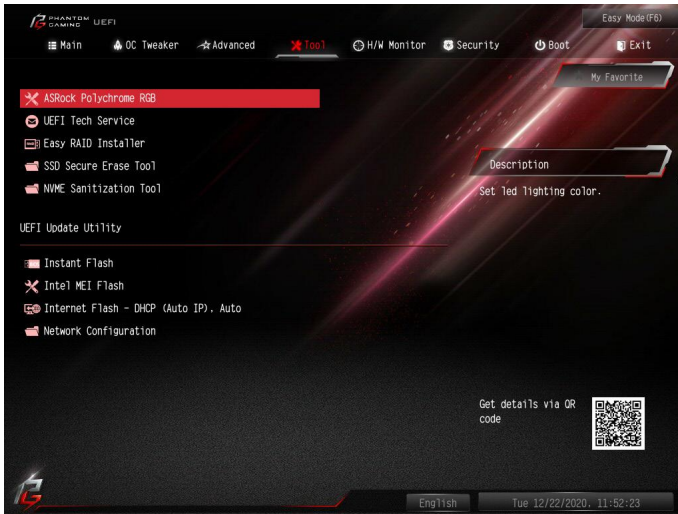 PHANTOM GAMING UEFI
Easy Mode(F6)
Main OC Tweaker Advanced Tool H/W Monitor Security Boot Exit
My Favorite
ASRock Polychrome RGB
UEFI Tech Service
Easy RAID Installer
SSD Secure Erase Tool
NVME Sanitization Tool
Description
Set led lighting color.
UEFI Update Utility
Instant Flash
Intel MEI Flash
Internet Flash - DHCP (Auto IP), Auto
Network Configuration
Get details via QR
code
English
Tue 12/22/2020. 11:52:23